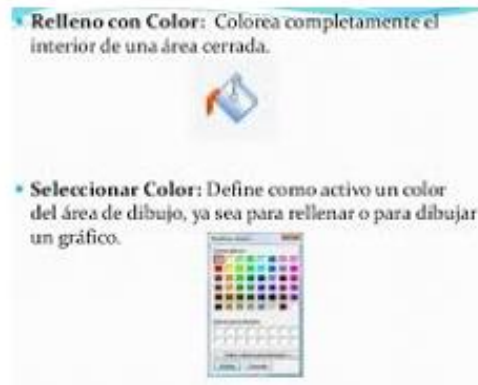 Relleno con Color: Colorea completamente el
interior de una área cerrada.
Seleccionar Color: Define como activo un color
del área de dibujo, ya sea para rellenar o para dibujar
un gráfico.